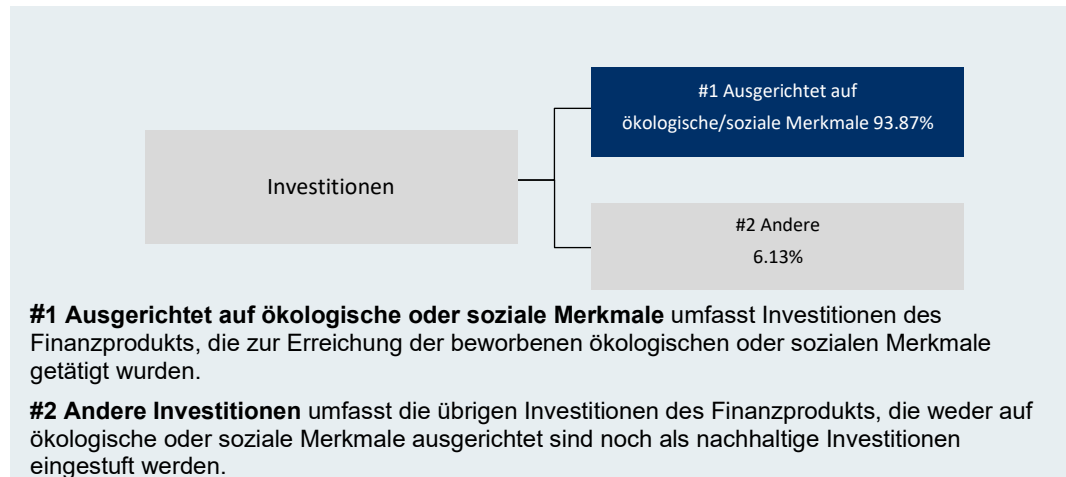 #1 Ausgerichtet auf
ökologische/soziale Merkmale 93.87%
Investitionen
#2 Andere
6.13%
#1 Ausgerichtet auf ökologische oder soziale Merkmale umfasst Investitionen des
Finanzprodukts, die zur Erreichung der beworbenen ökologischen oder sozialen Merkmale
getätigt wurden.
#2 Andere Investitionen umfasst die übrigen Investitionen des Finanzprodukts, die weder auf
ökologische oder soziale Merkmale ausgerichtet sind noch als nachhaltige Investitionen
eingestuft werden.